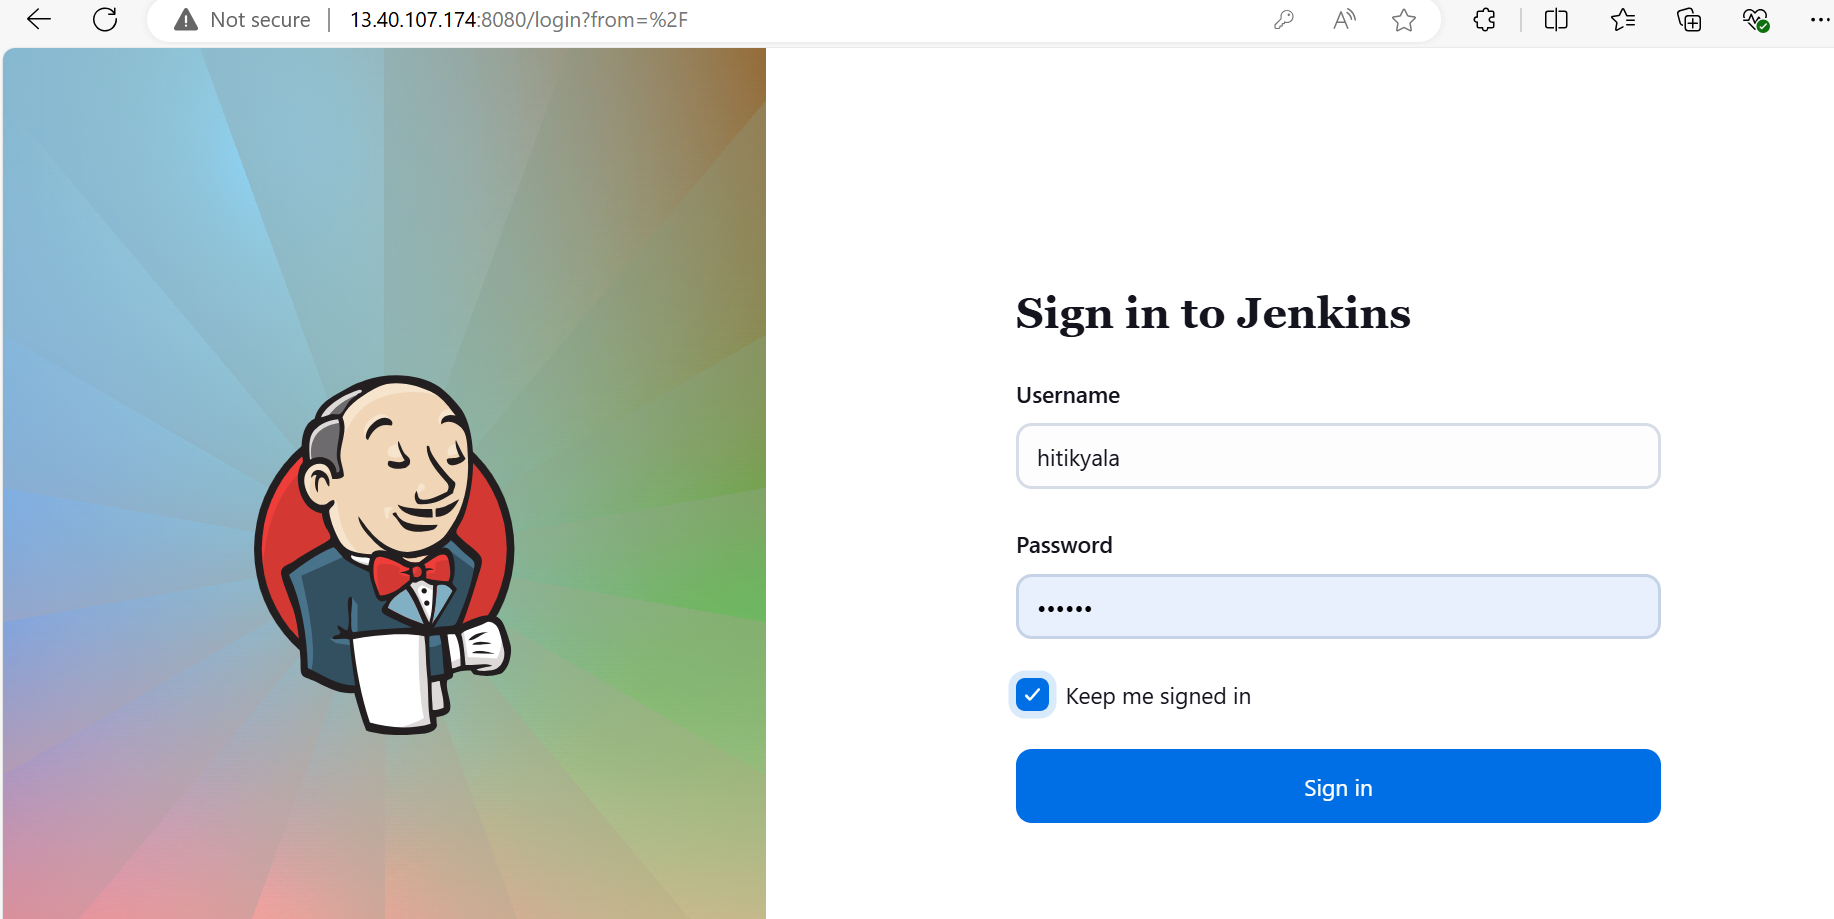 Not secure | 13.40.107.174:8080/login?from=%2F
Sign in to Jenkins
Username
hitikyala
Password
••••••
Keep me signed in
Sign in